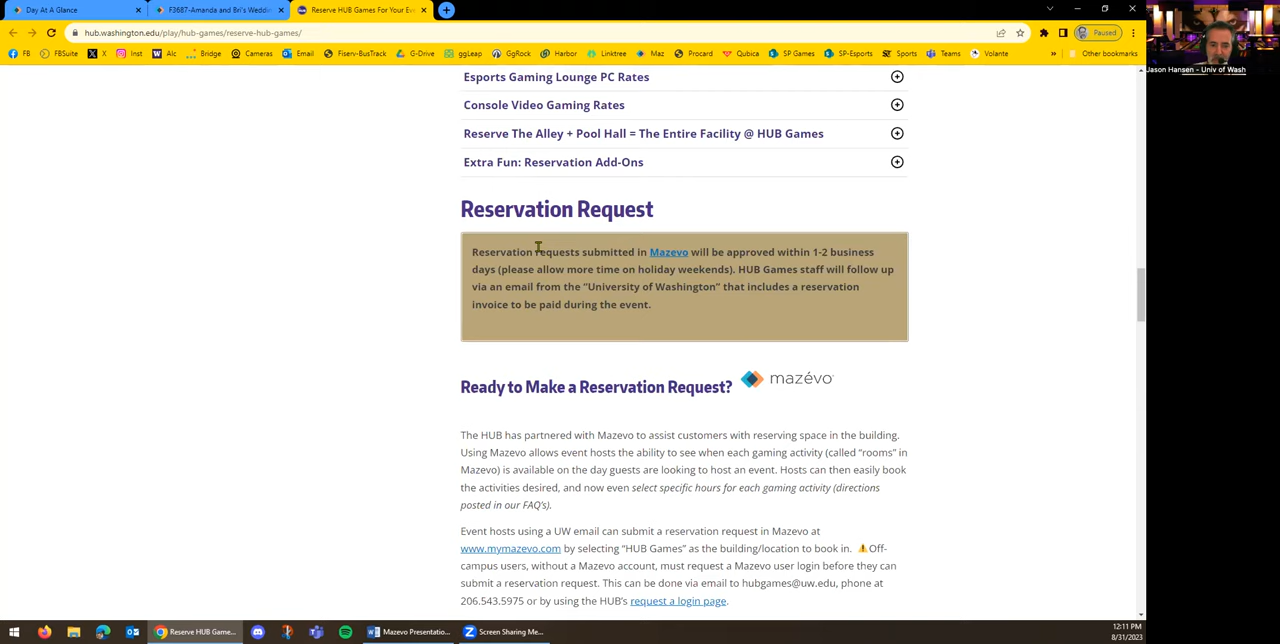 Day At A Glance
F3687-Amanda and Bri's Weddi
Reserve HUB Games For Your Eve
hub.washington.edu/play/hub-games/reserve-hub-games/
Paused
FB
FBSuite
X
Inst
Alc
Bridge
Cameras
Email
Fiserv-BusTrack
G-Drive
ggLeap
GgRock
Harbor
Linktree
Maz
Procard
Qubica
SP Games
SP-Esports
Sports
Teams
Volante
»
Other bookmarks
Jason Hansen - Univ of Wash
Esports Gaming Lounge PC Rates
Console Video Gaming Rates
Reserve The Alley + Pool Hall = The Entire Facility @ HUB Games
Extra Fun: Reservation Add-Ons
Reservation Request
Reservation requests submitted in Mazevo will be approved within 1-2 business
days (please allow more time on holiday weekends). HUB Games staff will follow up
via an email from the “University of Washington” that includes a reservation
invoice to be paid during the event.
Ready to Make a Reservation Request?
mazévo
The HUB has partnered with Mazevo to assist customers with reserving space in the building.
Using Mazevo allows event hosts the ability to see when each gaming activity (called “rooms” in
Mazevo) is available on the day guests are looking to host an event. Hosts can then easily book
the activities desired, and now even select specific hours for each gaming activity (directions
posted in our FAQ’s).
Event hosts using a UW email can submit a reservation request in Mazevo at
www.mymazevo.com by selecting “HUB Games” as the building/location to book in. ⚠Off-
campus users, without a Mazevo account, must request a Mazevo user login before they can
submit a reservation request. This can be done via email to hubgames@uw.edu, phone at
206.543.5975 or by using the HUB’s request a login page.
Reserve HUB Game...
Mazevo Presentatio...
Screen Sharing Me...
12:11 PM
8/31/2023